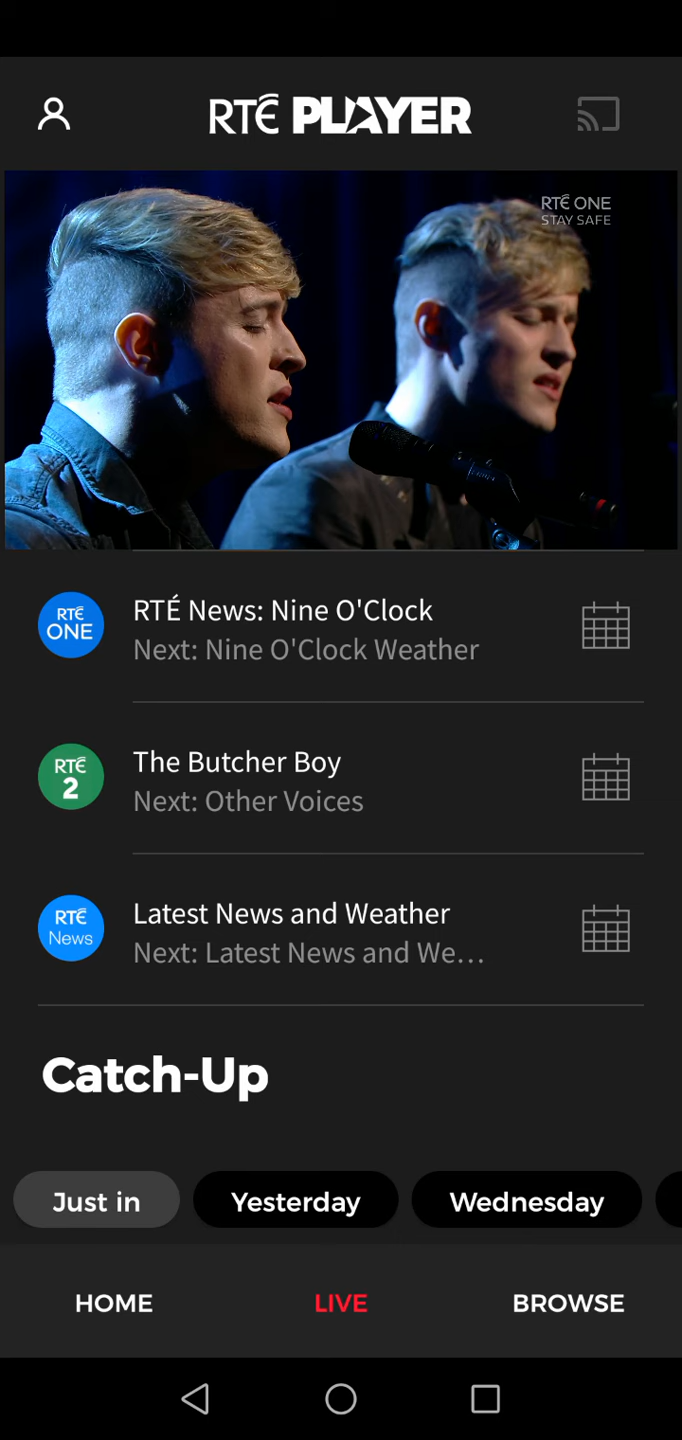 RTÉ PLAYER
RTÉ ONE
STAY SAFE
RTÉ ONE
RTÉ News: Nine O'Clock
Next: Nine O'Clock Weather
RTÉ 2
The Butcher Boy
Next: Other Voices
RTÉ News
Latest News and Weather
Next: Latest News and We...
Catch-Up
Just in
Yesterday
Wednesday
HOME
LIVE
BROWSE